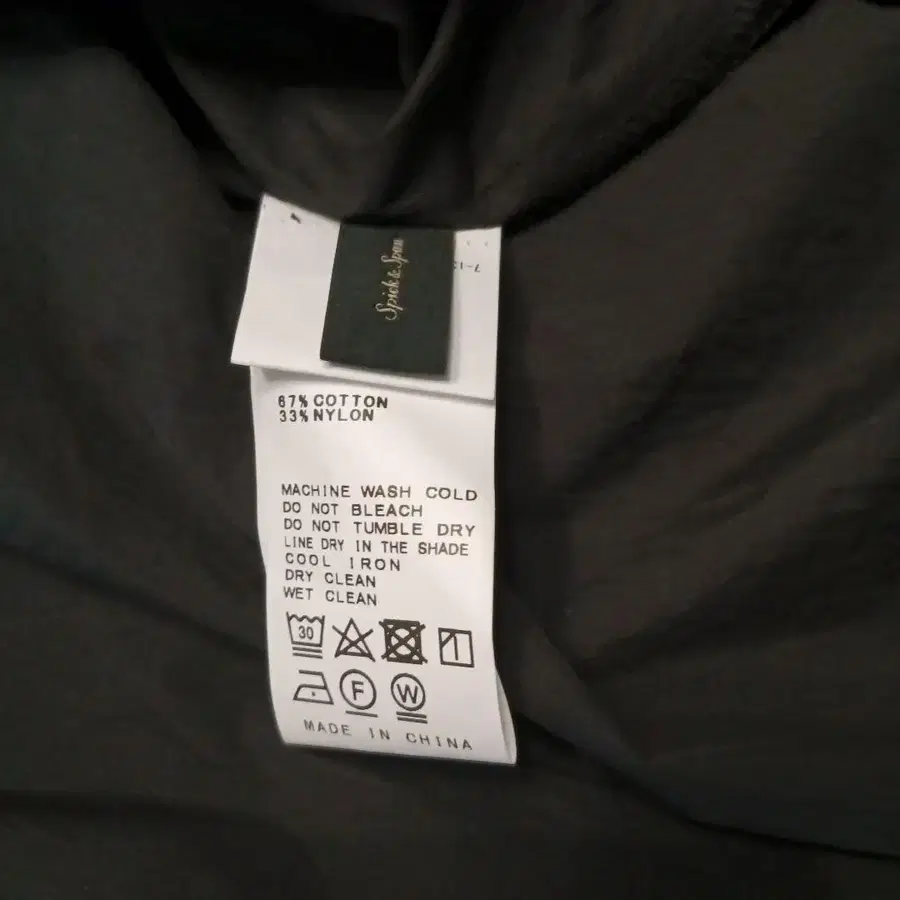 Spick & Span
67% COTTON
33% NYLON
MACHINE WASH COLD
DO NOT BLEACH
DO NOT TUMBLE DRY
LINE DRY IN THE SHADE
COOL IRON
DRY CLEAN
WET CLEAN
30
F W
MADE IN CHINA